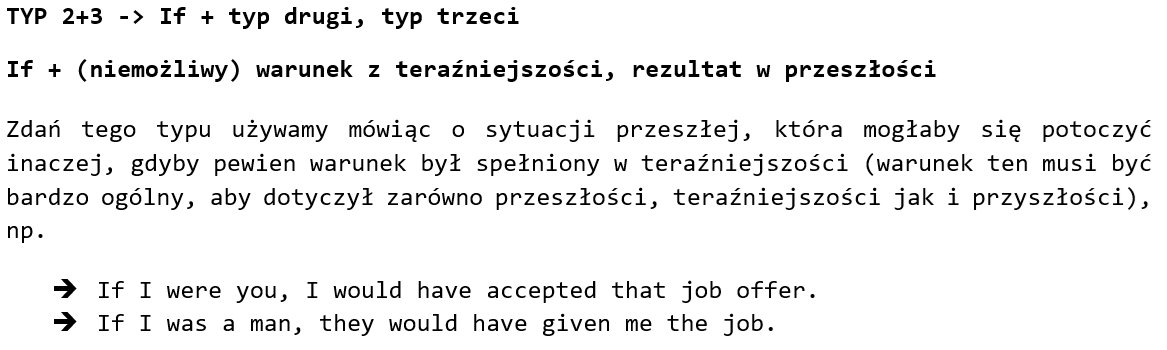 TYP 2+3 -> If + typ drugi, typ trzeci
If + (niemożliwy) warunek z teraźniejszości, rezultat w przeszłości
Zdań tego typu używamy mówiąc o sytuacji przeszłej, która mogłaby się potoczyć
inaczej, gdyby pewien warunek był spełniony w teraźniejszości (warunek ten musi być
bardzo ogólny, aby dotyczył zarówno przeszłości, teraźniejszości jak i przyszłości),
np.
➔ If I were you, I would have accepted that job offer.
➔ If I was a man, they would have given me the job.